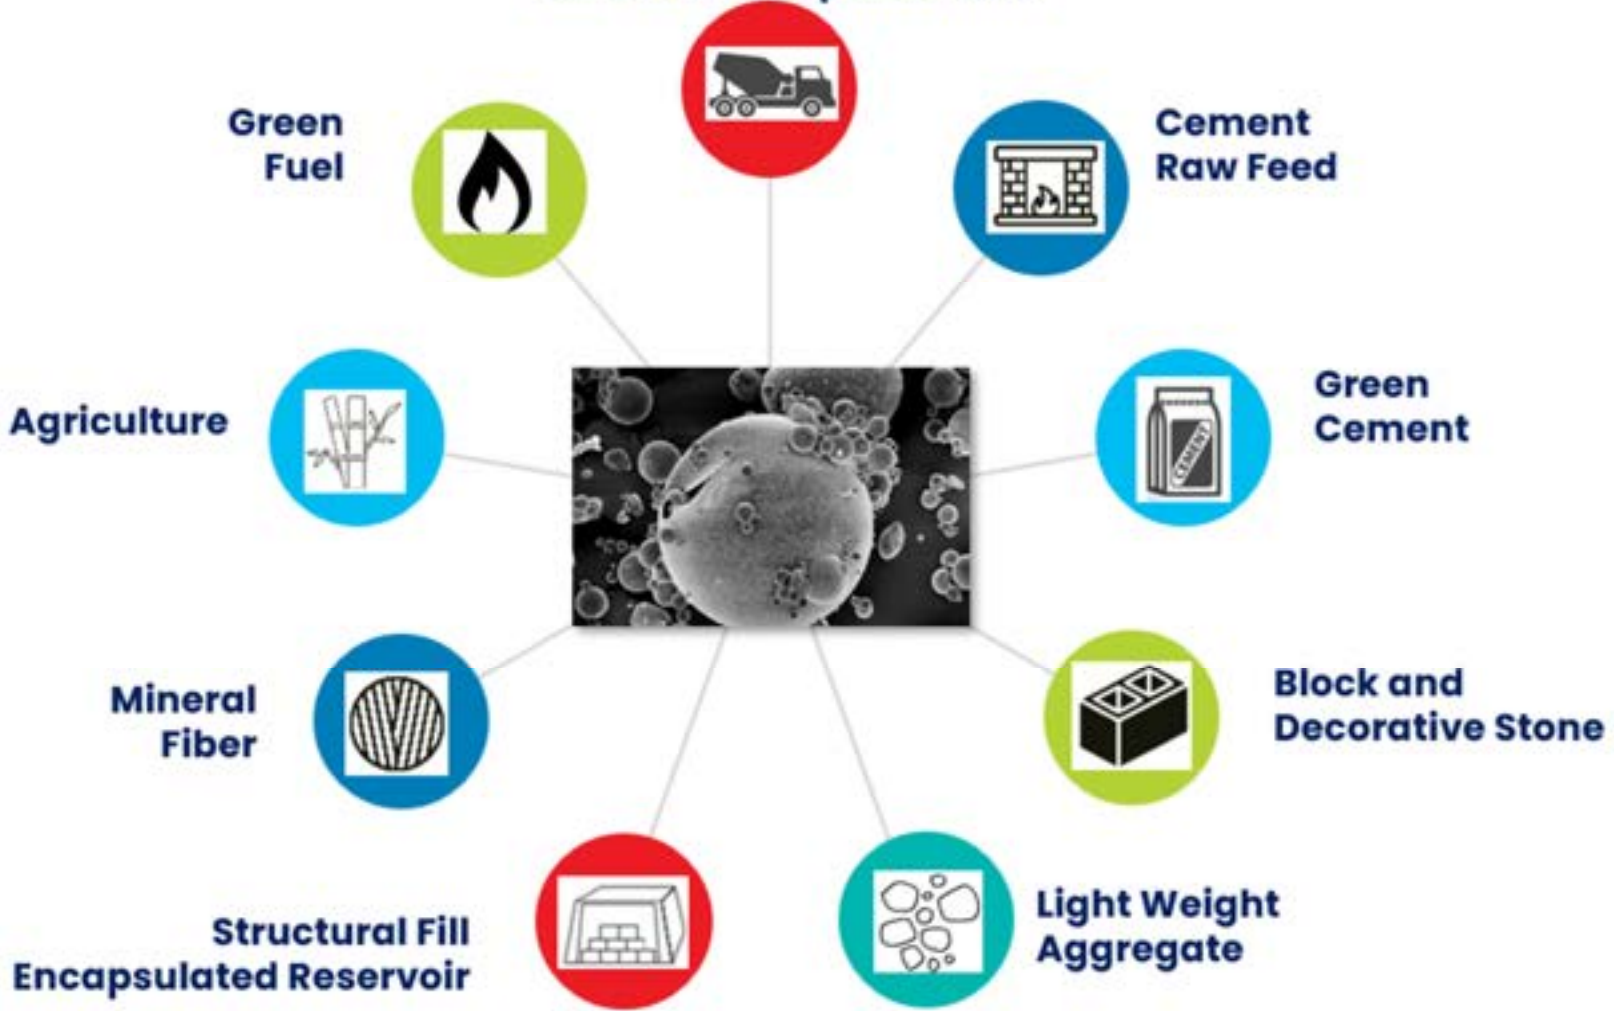 Green
Fuel
Cement
Raw Feed
Agriculture
Green
Cement
CEMENT
Mineral
Fiber
Block and
Decorative Stone
Structural Fill
Encapsulated Reservoir
Light Weight
Aggregate